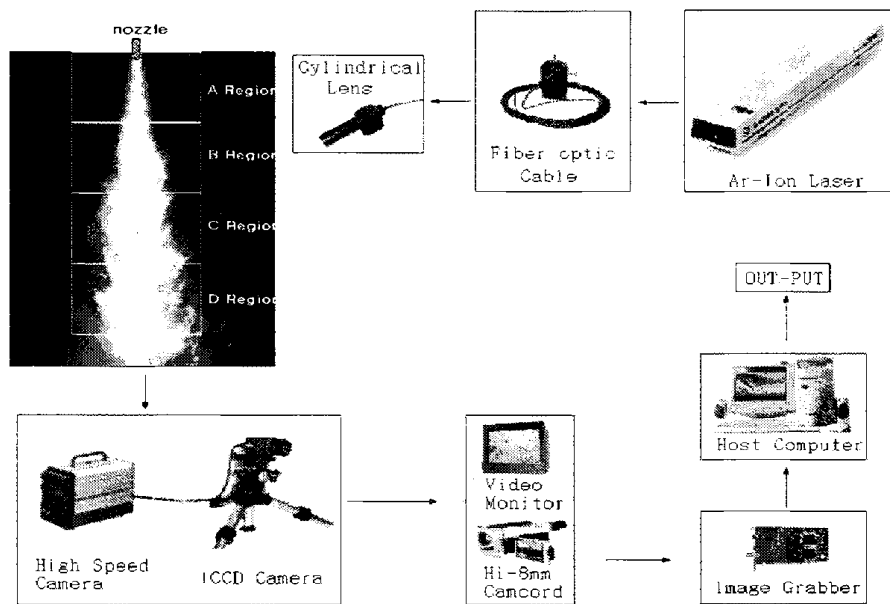 nozzle
A Region
B Region
C Region
D Region
Cylindrical
Lens
Fiber optic
Cable
Ar-Ion Laser
OUT-PUT
Host Computer
Image Grabber
Video
Monitor
Hi-8mm
Camcord
High Speed
Camera
ICCD Camera